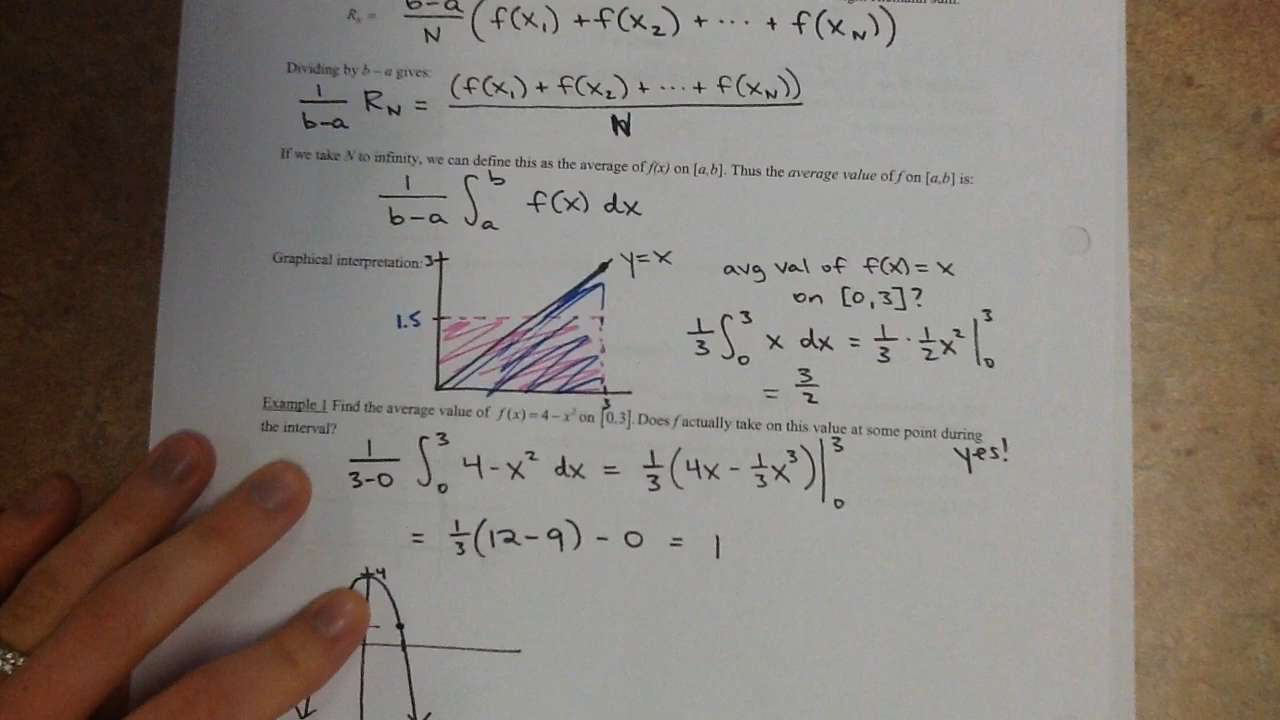 Riemann sum.
R_N = b-a/N (f(x₁) + f(x₂) + ... + f(x_N))
Dividing by b – a gives:
1/b-a R_N = (f(x₁) + f(x₂) + ... + f(x_N))/N
If we take N to infinity, we can define this as the average of f(x) on [a,b]. Thus the average value of f on [a,b] is:
1/b-a ∫_a^b f(x) dx
Graphical interpretation:
3
y=x
1.5
3
avg val of f(x) = x
on [0,3]?
1/3 ∫_0^3 x dx = 1/3 · 1/2 x² |_0^3
= 3/2
Example 1 Find the average value of f(x) = 4 – x² on [0,3]. Does f actually take on this value at some point during
the interval?
yes!
1/3-0 ∫_0^3 4-x² dx = 1/3 (4x - 1/3 x³) |_0^3
= 1/3 (12-9) - 0 = 1
4